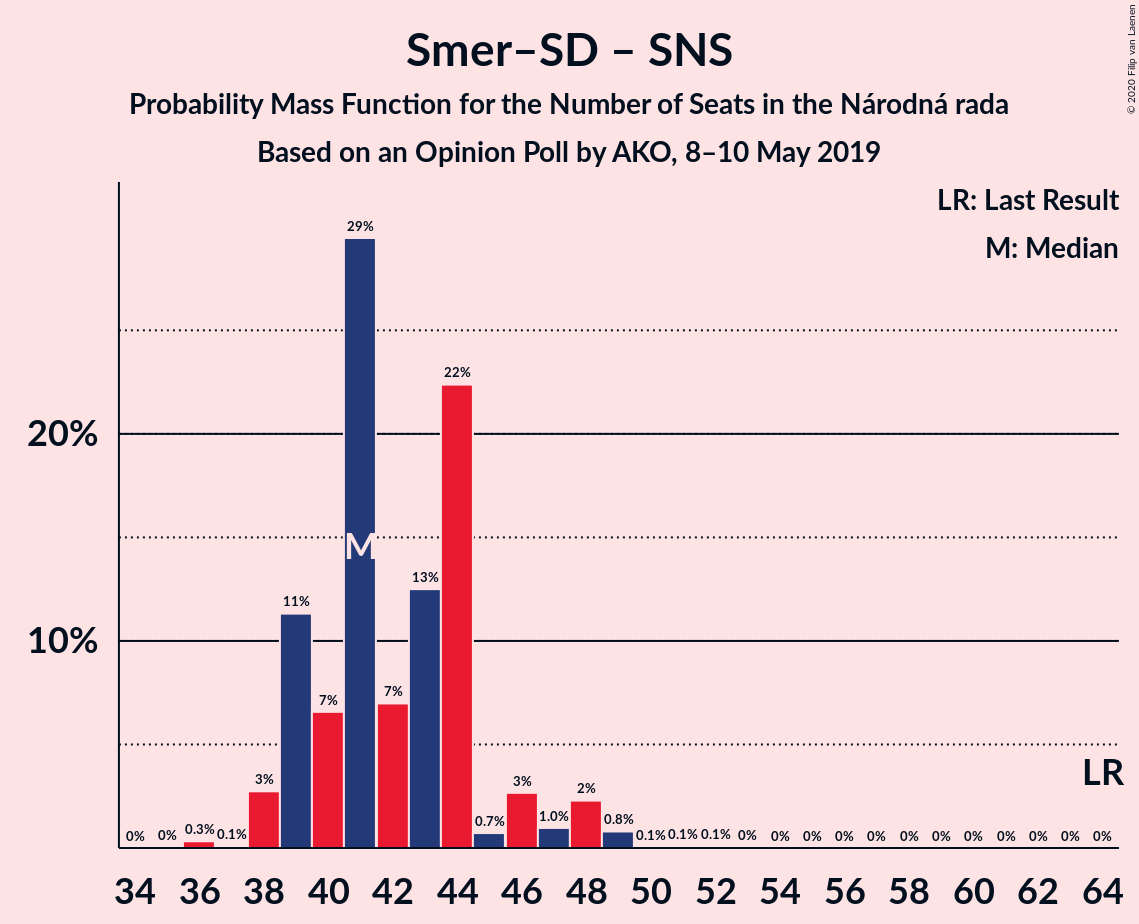 Smer–SD – SNS
Probability Mass Function for the Number of Seats in the Národná rada
Based on an Opinion Poll by AKO, 8–10 May 2019
© 2020 Filip van Laenen
LR: Last Result
M: Median
29%
22%
20%
M
13%
11%
10%
7%
7%
LR
3%
3%
2%
0% 0% 0.3% 0.1% 0.7% 1.0% 0.8% 0.1% 0.1% 0.1% 0% 0% 0% 0% 0% 0% 0% 0% 0% 0% 0% 0%
34 36 38 40 42 44 46 48 50 52 54 56 58 60 62 64